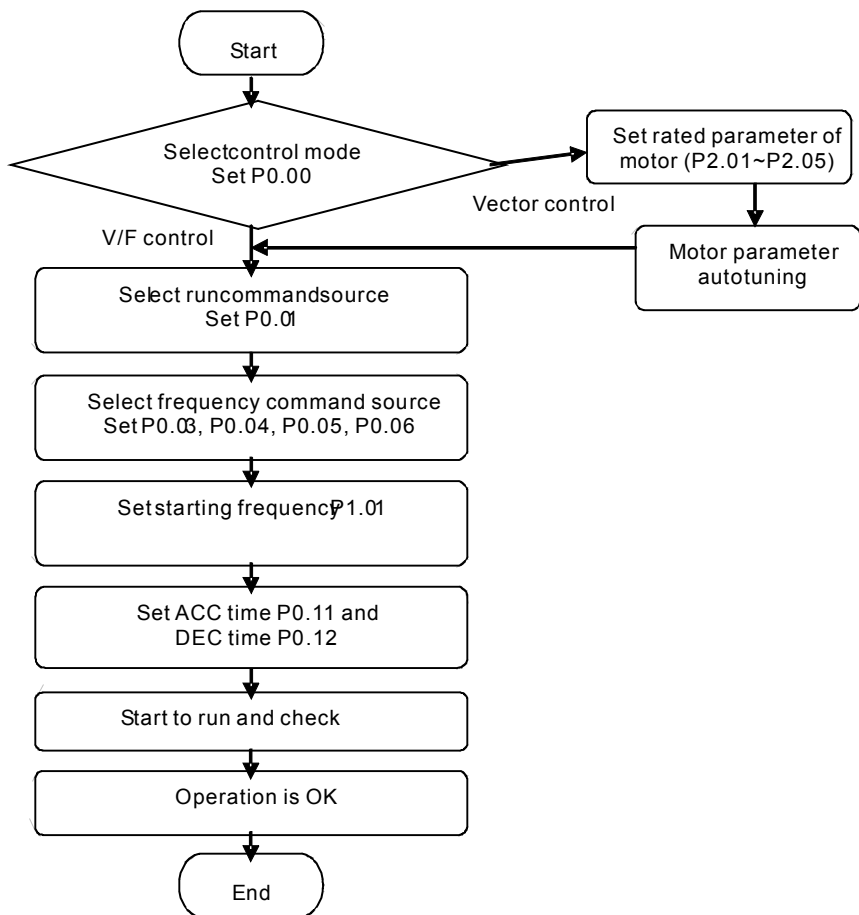 Start
Selectcontrol mode
Set P0.00
Set rated parameter of
motor (P2.01~P2.05)
Vector control
V/F control
Motor parameter
autotuning
Select runcommandsource
Set P0.01
Select frequency command source
Set P0.03, P0.04, P0.05, P0.06
Set starting frequency P1.01
Set ACC time P0.11 and
DEC time P0.12
Start to run and check
Operation is OK
End